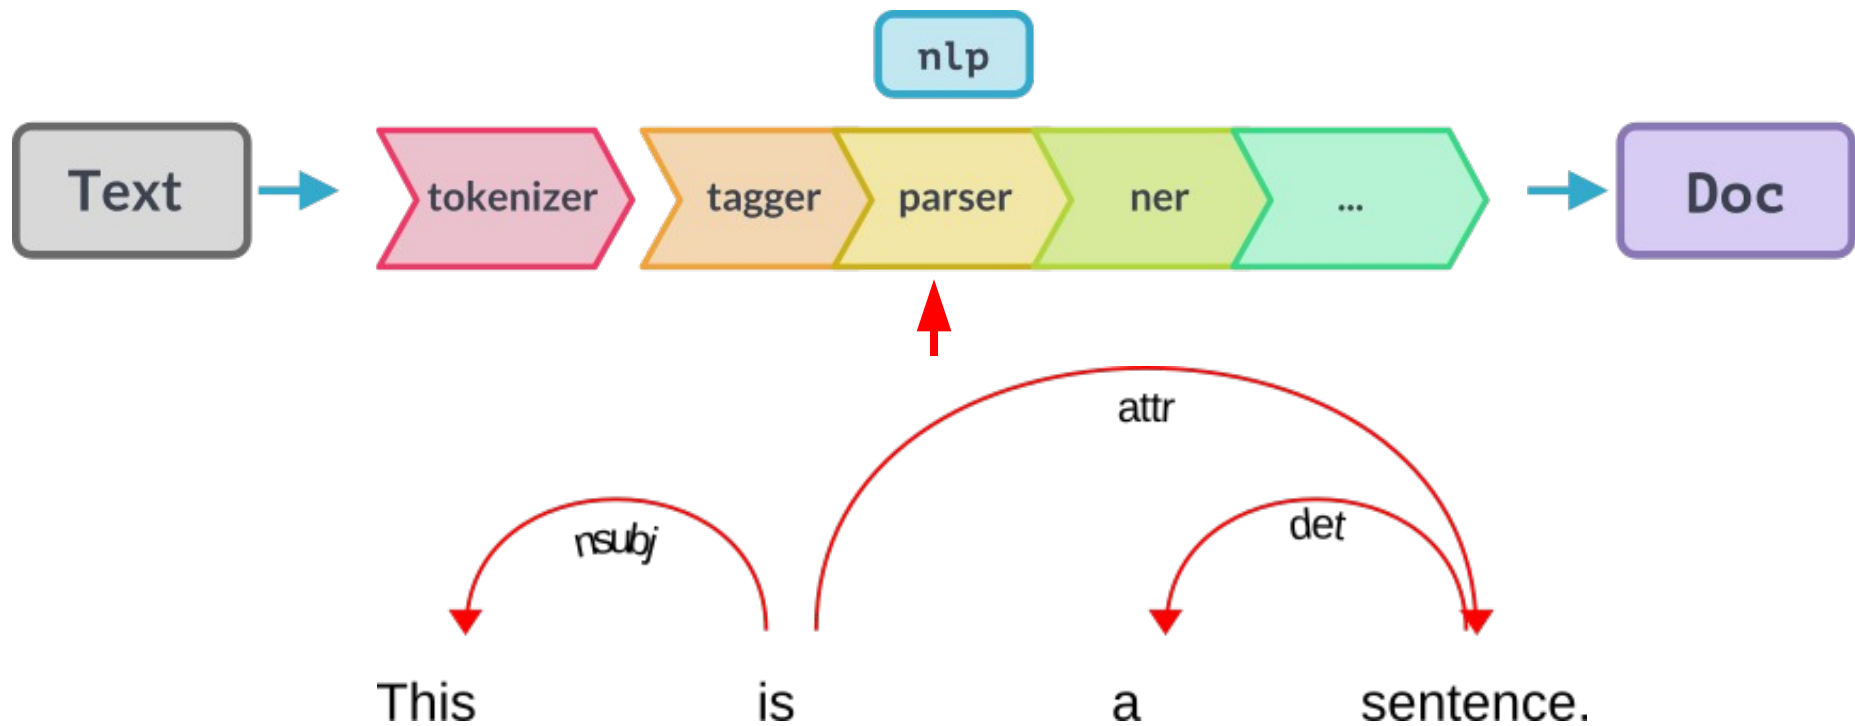 nlp
Text tokenizer tagger parser ner ... Doc
attr
nsubj det
This is a sentence.